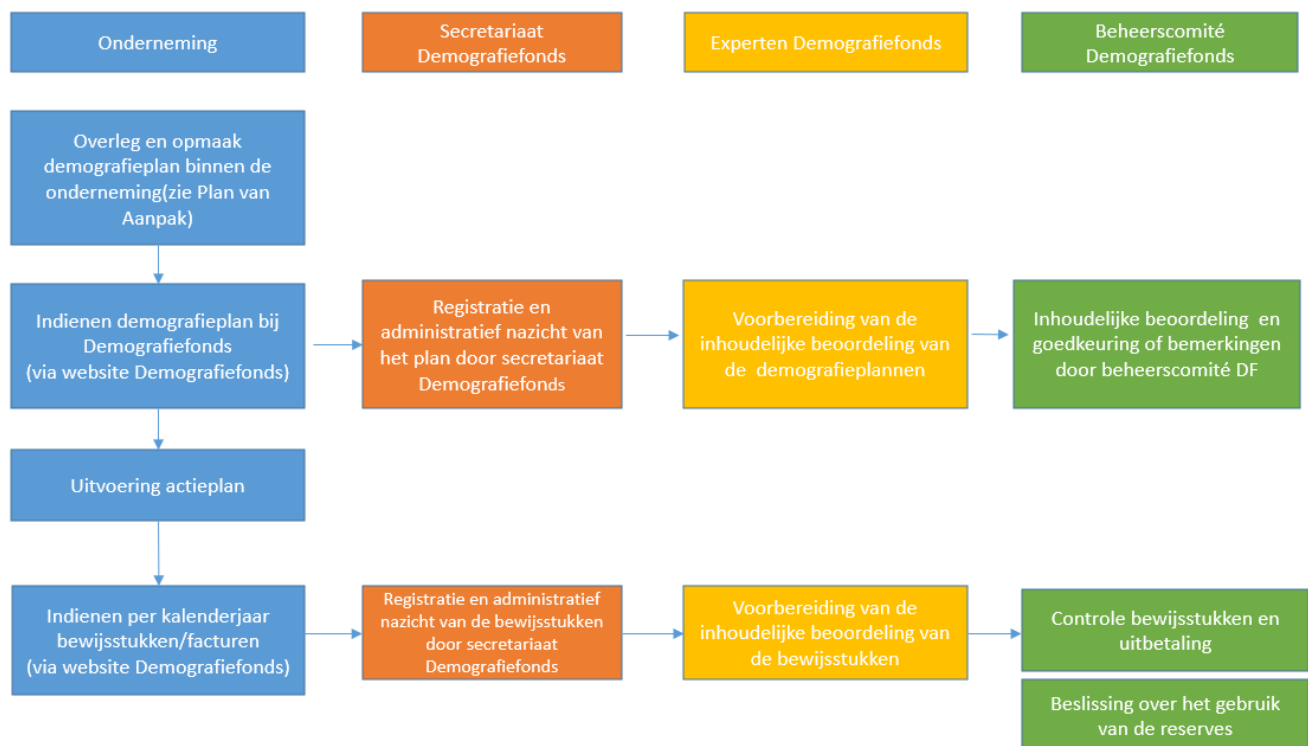 Onderneming
Secretariaat
Demografiefonds
Experten Demografiefonds
Beheerscomité
Demografiefonds
Overleg en opmaak
demografieplan binnen de
onderneming(zie Plan van
Aanpak)
Indienen demografieplan bij
Demografiefonds
(via website Demografiefonds)
Registratie en
administratief nazicht van
het plan door secretariaat
Demografiefonds
Voorbereiding van de
inhoudelijke beoordeling van
de demografieplannen
Inhoudelijke beoordeling en
goedkeuring of bemerkingen
door beheerscomité DF
Uitvoering actieplan
Indienen per kalenderjaar
bewijsstukken/facturen
(via website Demografiefonds)
Registratie en administratief
nazicht van de bewijsstukken
door secretariaat
Demografiefonds
Voorbereiding van de
inhoudelijke beoordeling van
de bewijsstukken
Controle bewijsstukken en
uitbetaling
Beslissing over het gebruik
van de reserves